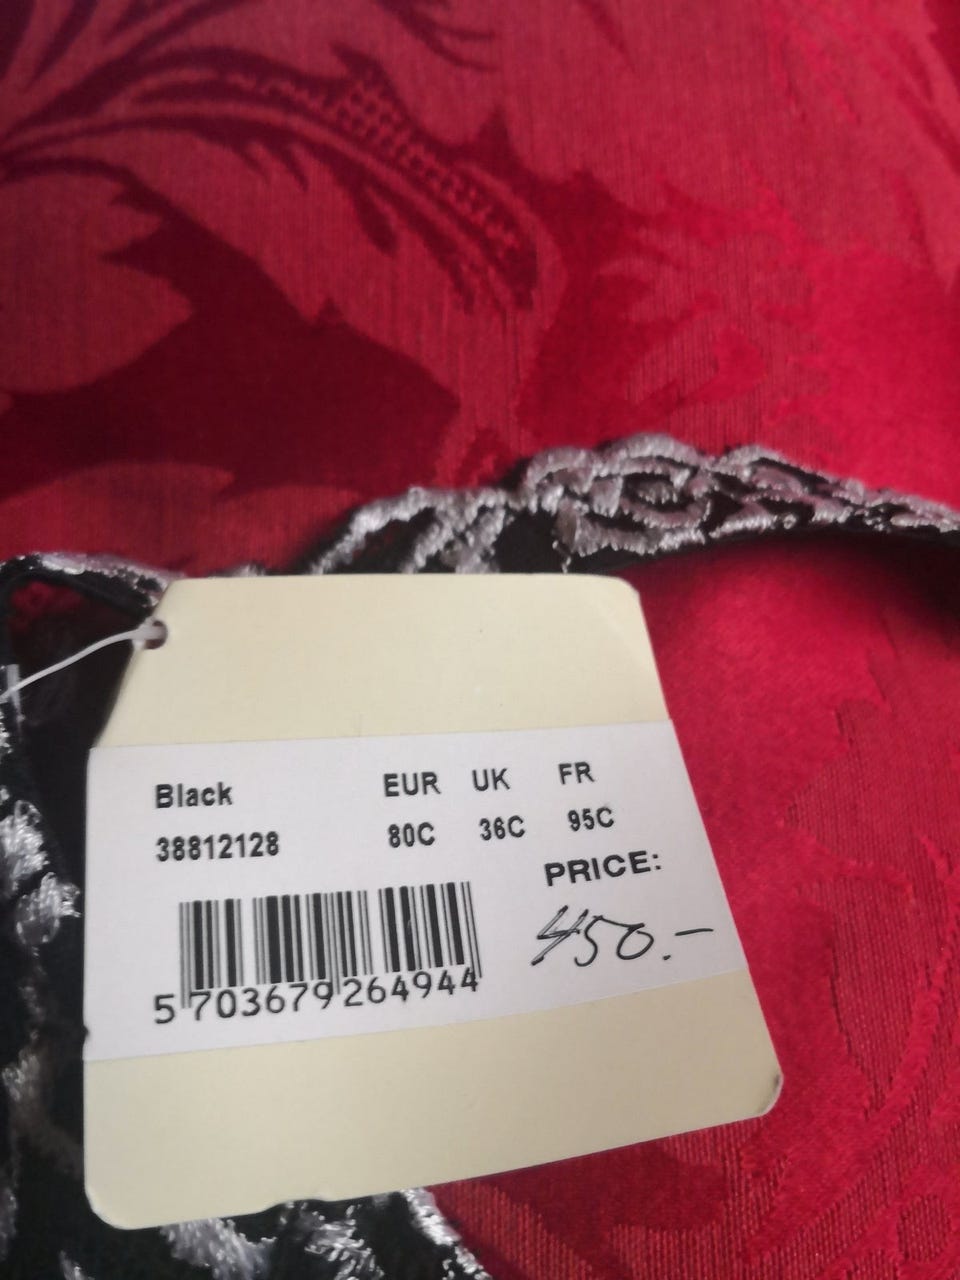 Black EUR UK FR
38812128 80C 36C 95C
PRICE:
450.-
5 703679 264944